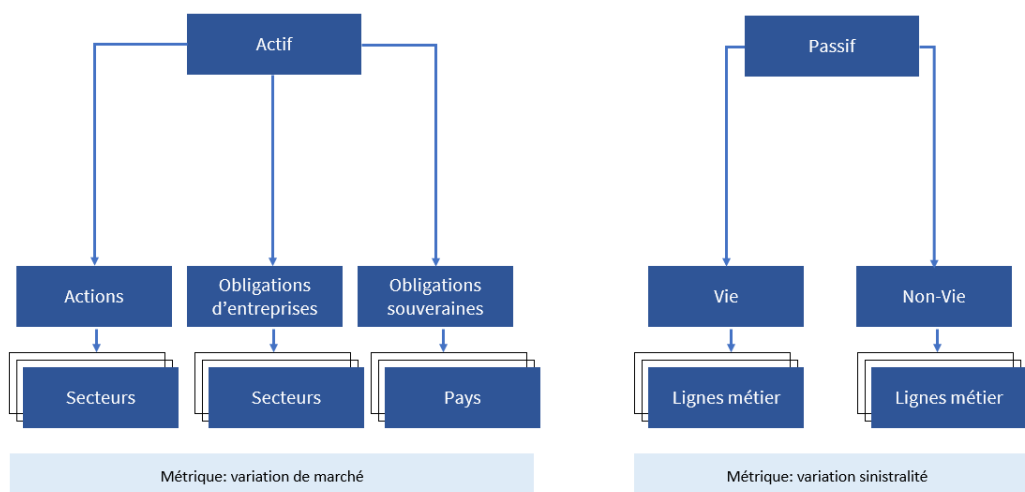 Actif
Passif
Actions
Obligations
d'entreprises
Obligations
souveraines
Vie
Non-Vie
Secteurs
Secteurs
Pays
Lignes métier
Lignes métier
Métrique: variation de marché
Métrique: variation sinistralité